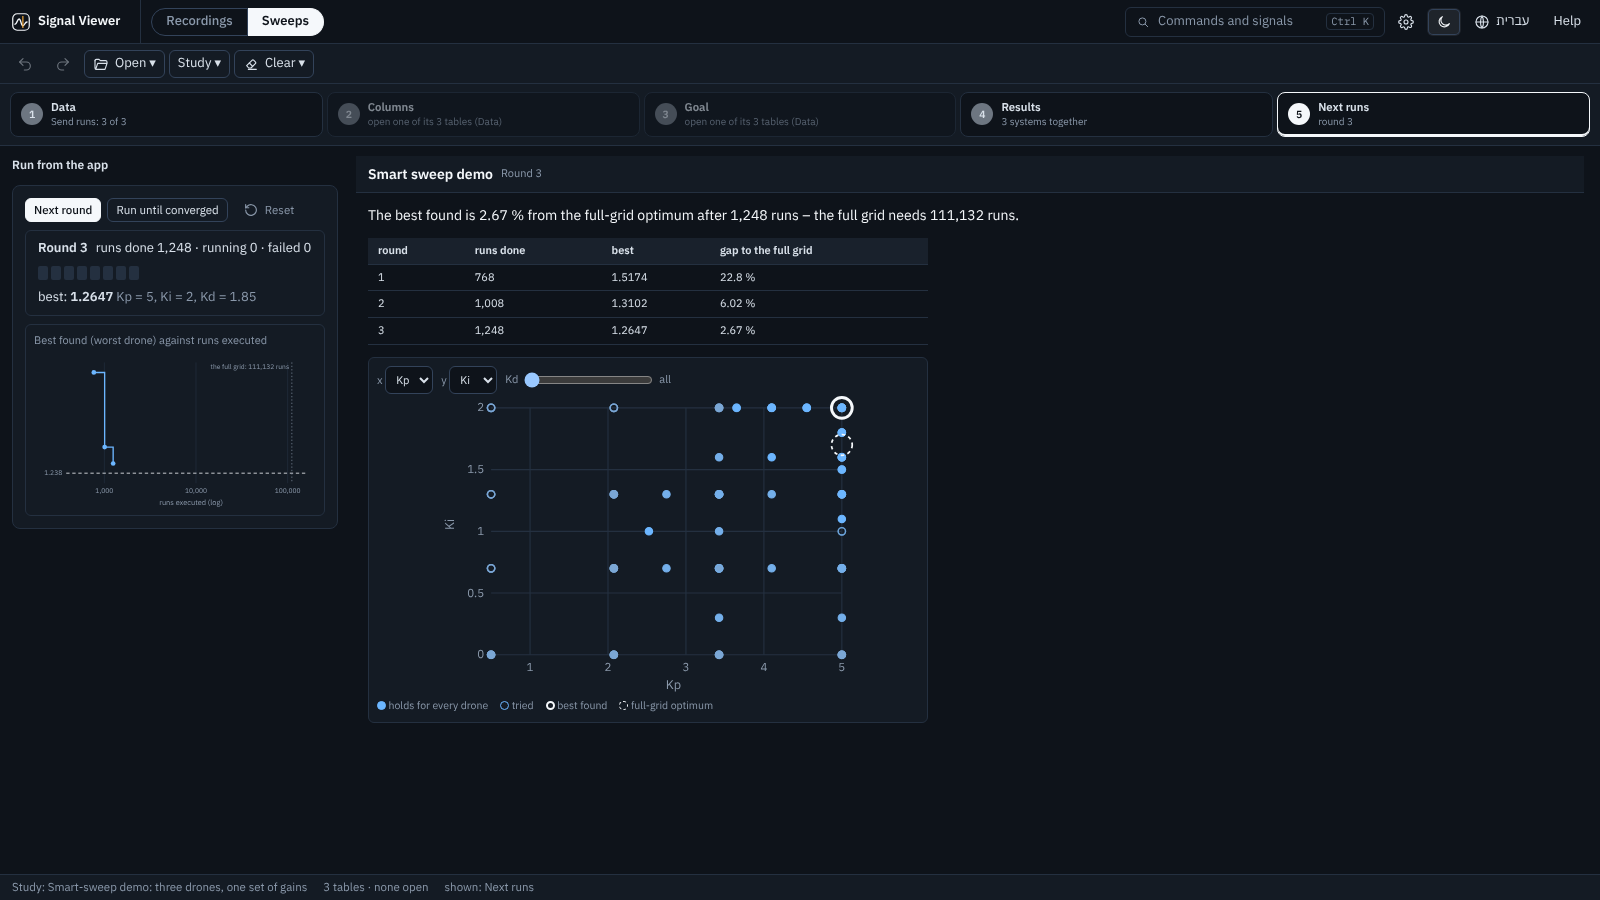 Signal Viewer
Recordings
Sweeps
Commands and signals
Ctrl K
עברית
Help
Open ▾
Study ▾
Clear ▾
1
Data
Send runs: 3 of 3
2
Columns
open one of its 3 tables (Data)
3
Goal
open one of its 3 tables (Data)
4
Results
3 systems together
5
Next runs
round 3
Run from the app
Next round
Run until converged
Reset
Round 3 runs done 1,248 · running 0 · failed 0
best: 1.2647 Kp = 5, Ki = 2, Kd = 1.85
Best found (worst drone) against runs executed
the full grid: 111,132 runs
1.238
1,000 10,000 100,000
runs executed (log)
Smart sweep demo Round 3
The best found is 2.67 % from the full-grid optimum after 1,248 runs – the full grid needs 111,132 runs.
round runs done best gap to the full grid
1 768 1.5174 22.8 %
2 1,008 1.3102 6.02 %
3 1,248 1.2647 2.67 %
x Kp y Ki Kd all
2
1.5
1
0.5
0
Ki
1 2 3 4 5
Kp
holds for every drone tried best found full-grid optimum
Study: Smart-sweep demo: three drones, one set of gains 3 tables · none open shown: Next runs